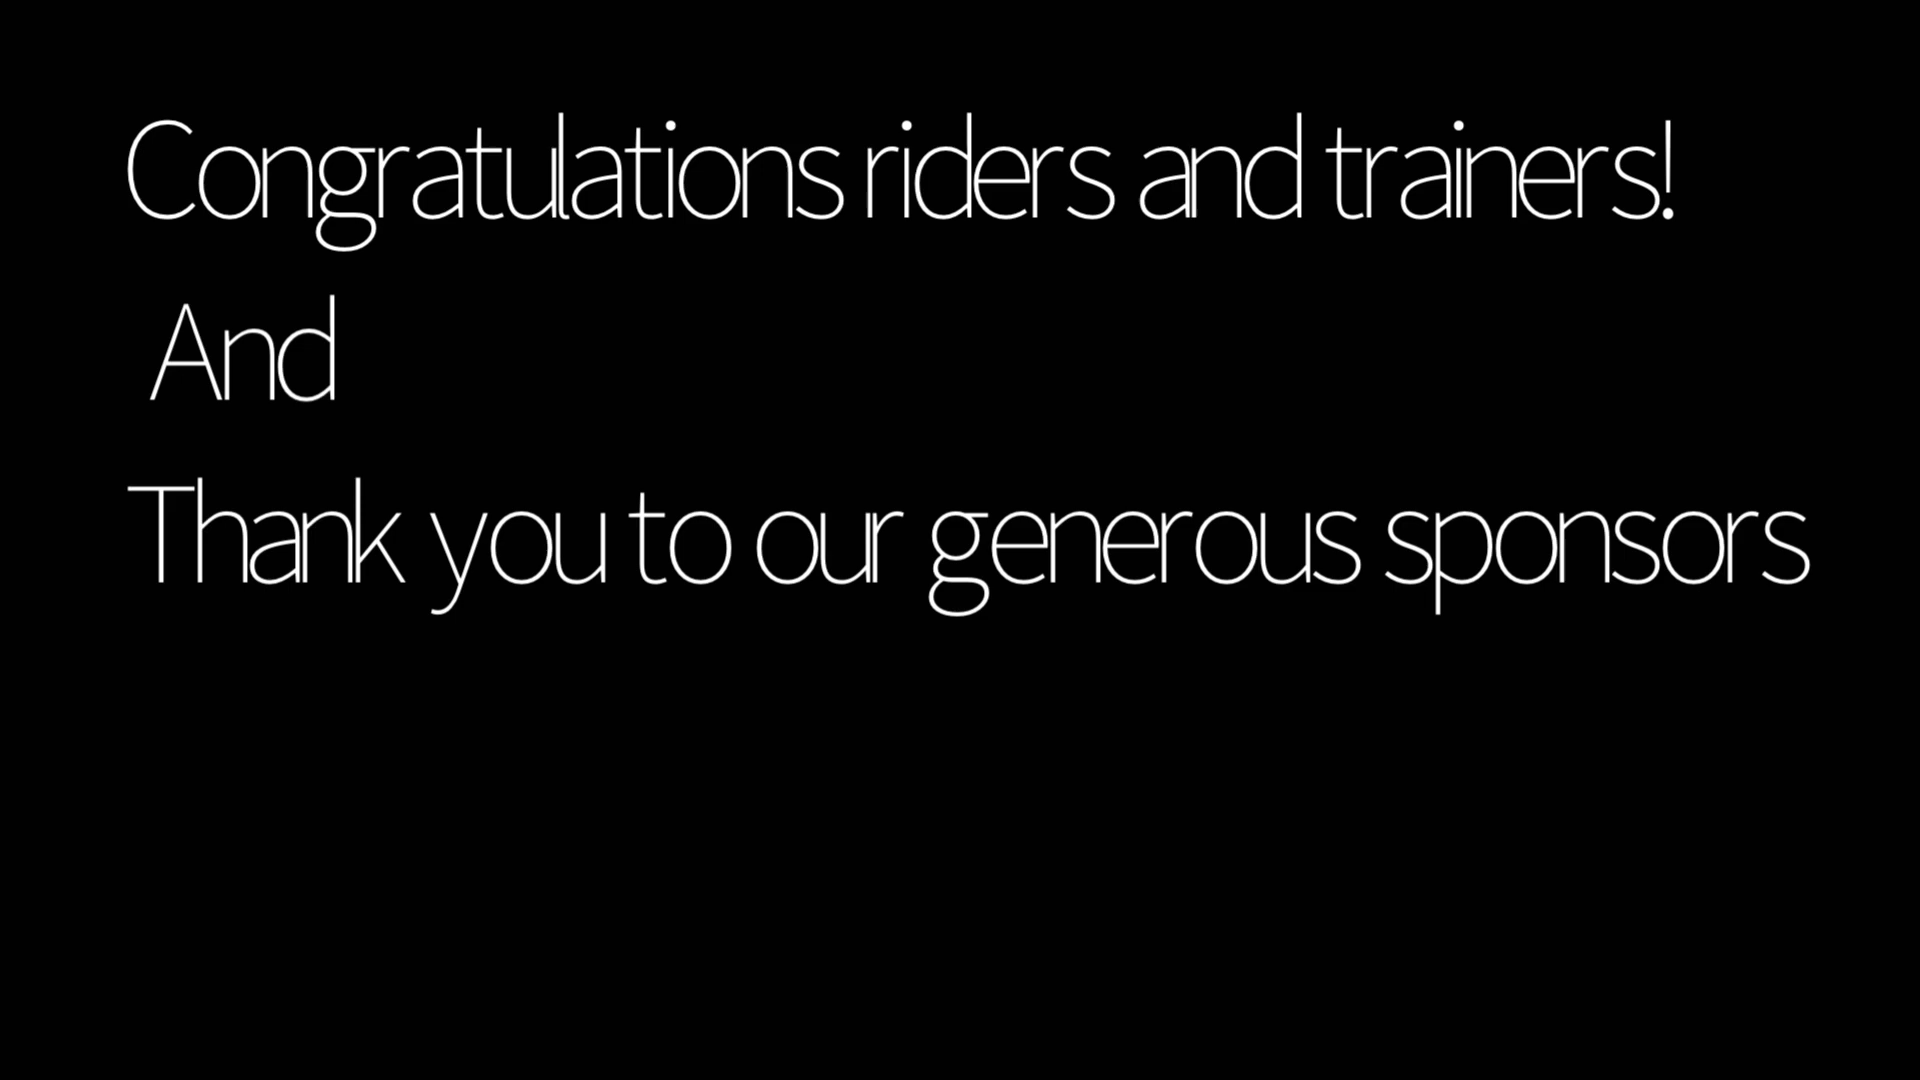 Congratulations riders and trainers!
And
Thank you to our generous sponsors